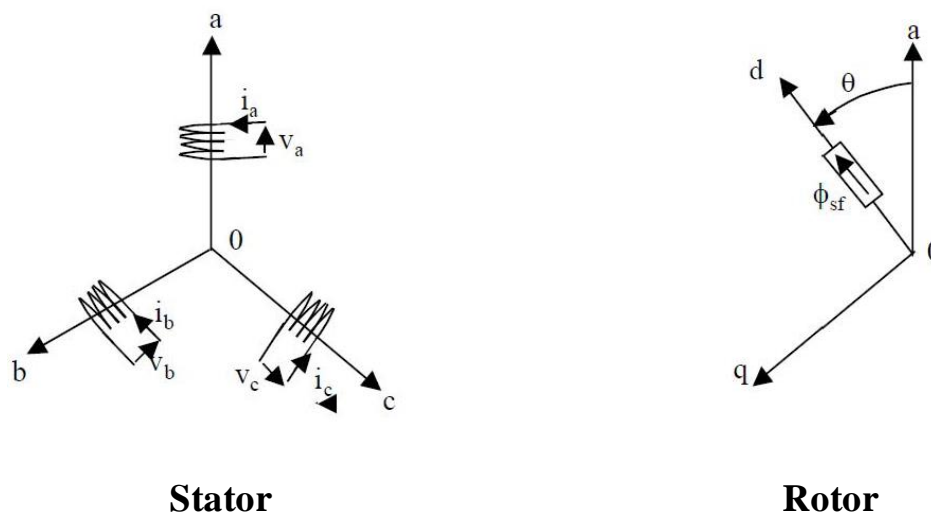 a
i_a
v_a
0
i_b
v_b
b
v_c
i_c
c
Stator
a
d
θ
ϕ_sf
q
Rotor